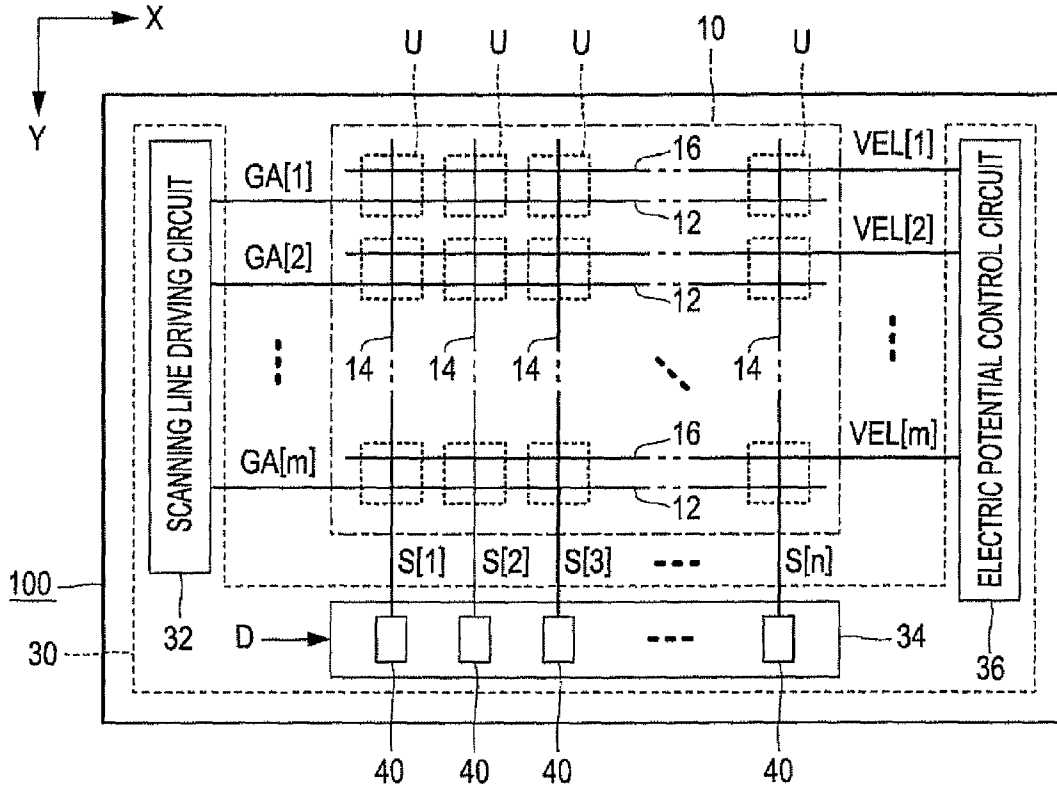 X
Y
U U U 10 U
GA[1] 16 VEL[1]
12
GA[2] VEL[2]
12
14 14 14 14
16 VEL[m]
GA[m]
12
SCANNING LINE DRIVING CIRCUIT
ELECTRIC POTENTIAL CONTROL CIRCUIT
S[1] S[2] S[3] S[n]
100
32 D 34
30 36
40 40 40 40